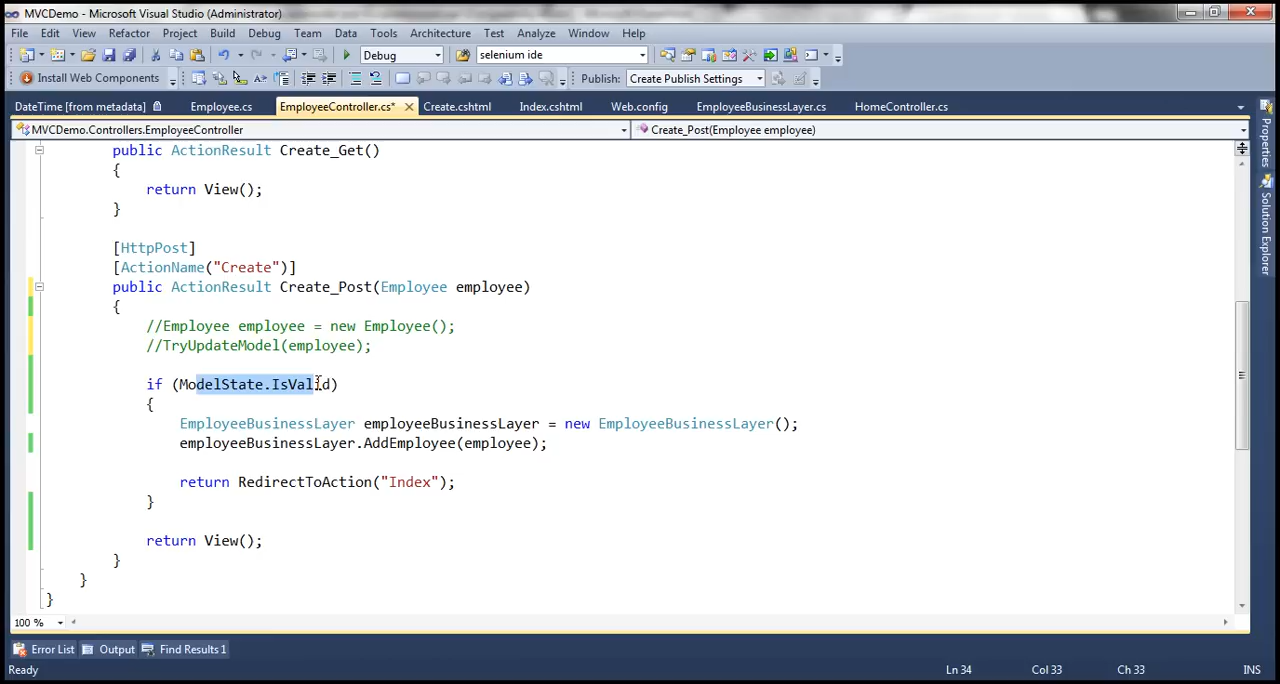 MVCDemo - Microsoft Visual Studio (Administrator)
File Edit View Refactor Project Build Debug Team Data Tools Architecture Test Analyze Window Help
Debug selenium ide
Install Web Components Publish: Create Publish Settings
DateTime [from metadata] Employee.cs EmployeeController.cs* Create.cshtml Index.cshtml Web.config EmployeeBusinessLayer.cs HomeController.cs
MVCDemo.Controllers.EmployeeController Create_Post(Employee employee)
public ActionResult Create_Get()
{
return View();
}
[HttpPost]
[ActionName("Create")]
public ActionResult Create_Post(Employee employee)
{
//Employee employee = new Employee();
//TryUpdateModel(employee);
if (ModelState.IsValid)
{
EmployeeBusinessLayer employeeBusinessLayer = new EmployeeBusinessLayer();
employeeBusinessLayer.AddEmployee(employee);
return RedirectToAction("Index");
}
return View();
}
}
}
100 %
Error List Output Find Results 1
Ready Ln 34 Col 33 Ch 33 INS
Properties
Solution Explorer